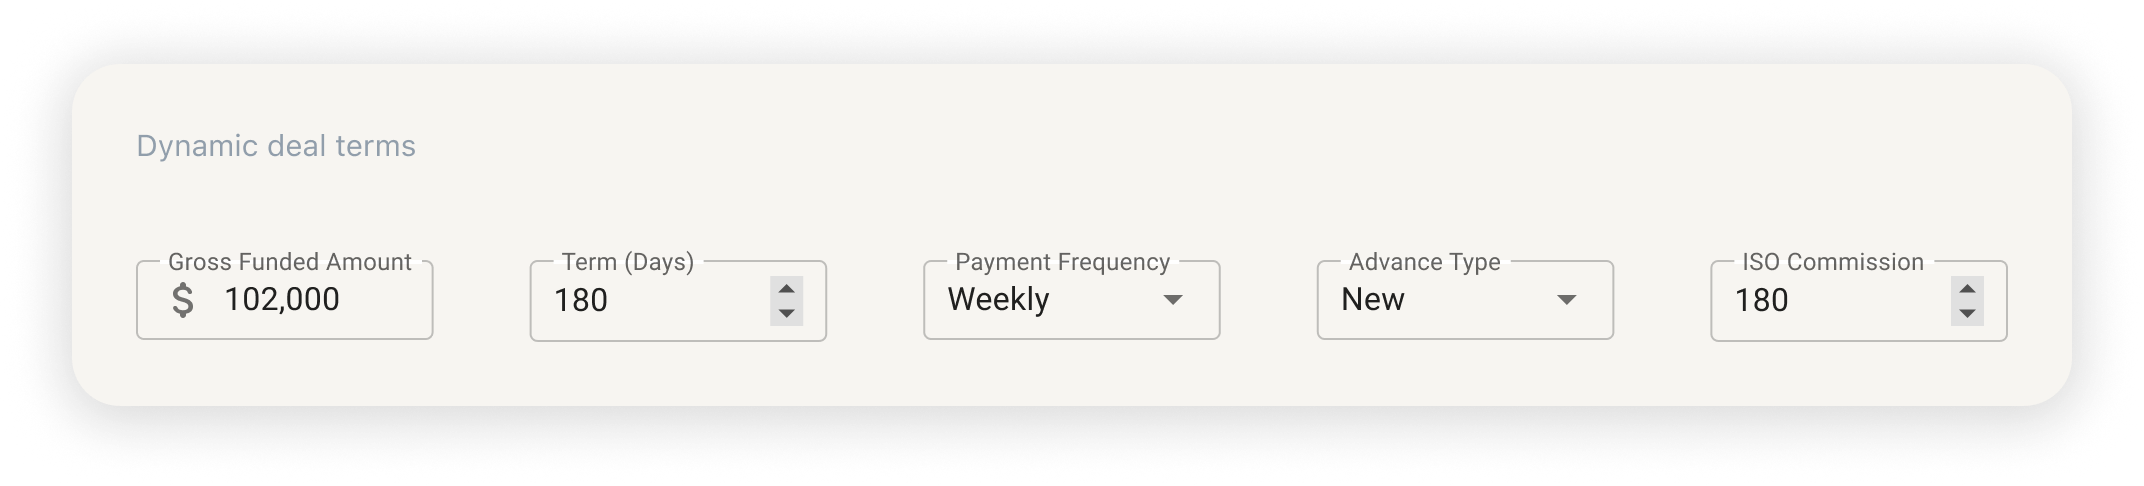 Dynamic deal terms
Gross Funded Amount
$ 102,000
Term (Days)
180
Payment Frequency
Weekly
Advance Type
New
ISO Commission
180